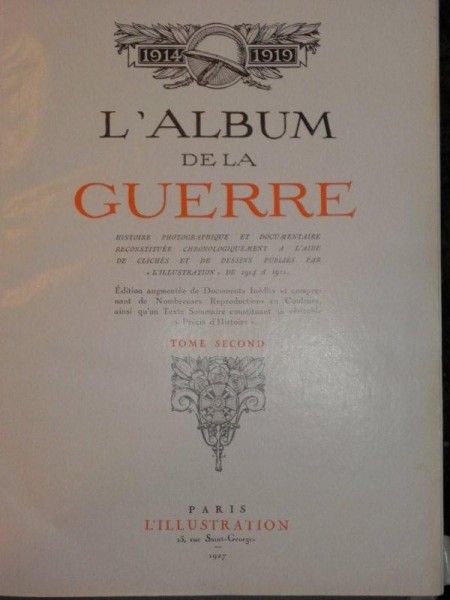 1914 1919
L'ALBUM
DE LA
GUERRE
HISTOIRE PHOTOGRAPHIQUE ET DOCUMENTAIRE
RECONSTITUÉE CHRONOLOGIQUEMENT A L'AIDE
DE CLICHÉS ET DE DESSINS PUBLIÉS PAR
« L'ILLUSTRATION » DE 1914 A
Édition augmentée de Documents Inédits et compre-
nant de Nombreuses Reproductions en Couleurs,
ainsi qu'un Texte Sommaire constituant un véritable
« Précis d'Histoire ».
TOME SECOND
PARIS
L'ILLUSTRATION
13, rue Saint-Georges
1927